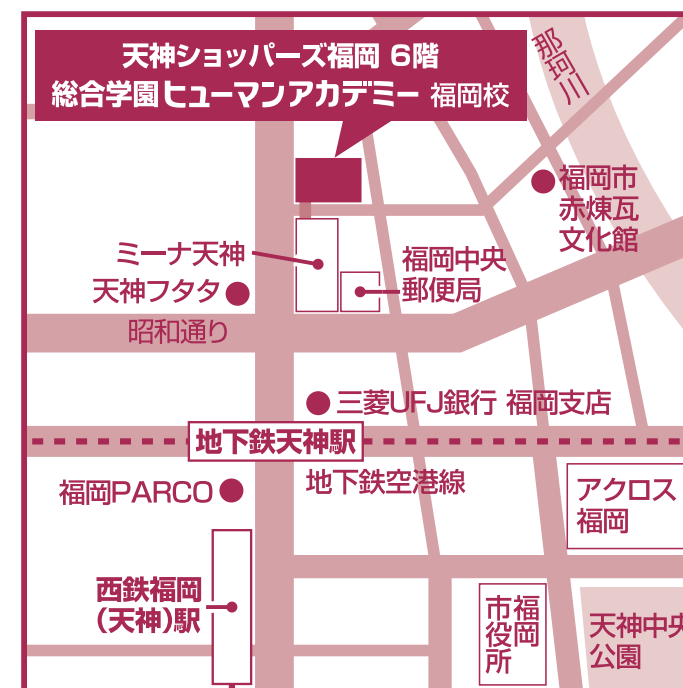 天神ショッパーズ福岡 6階
総合学園ヒューマンアカデミー 福岡校
那珂川
福岡市
赤煉瓦
文化館
ミーナ天神
福岡中央
郵便局
天神フタタ
昭和通り
三菱UFJ銀行 福岡支店
地下鉄天神駅
地下鉄空港線
福岡PARCO
アクロス
福岡
西鉄福岡
(天神)駅
福岡
市役所
天神中央
公園